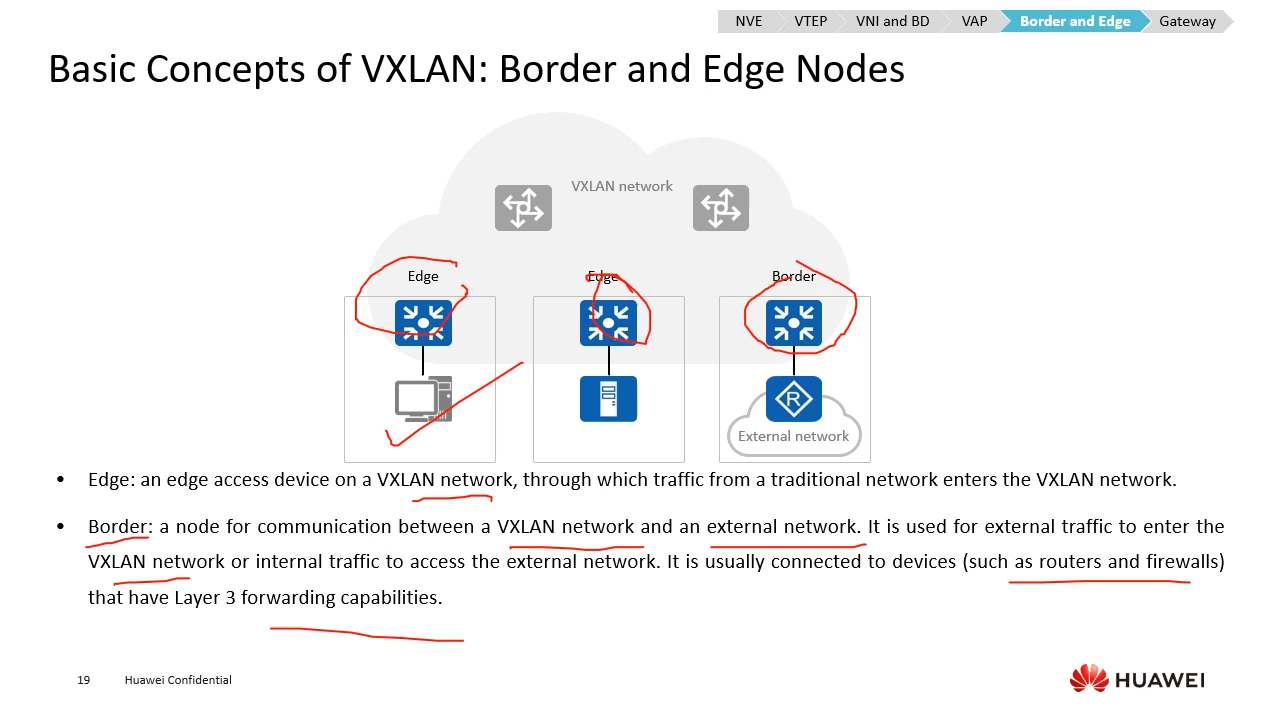 NVE VTEP VNI and BD VAP Border and Edge Gateway
Basic Concepts of VXLAN: Border and Edge Nodes
VXLAN network
Edge Edge Border
R
External network
• Edge: an edge access device on a VXLAN network, through which traffic from a traditional network enters the VXLAN network.
• Border: a node for communication between a VXLAN network and an external network. It is used for external traffic to enter the
VXLAN network or internal traffic to access the external network. It is usually connected to devices (such as routers and firewalls)
that have Layer 3 forwarding capabilities.
19 Huawei Confidential
HUAWEI